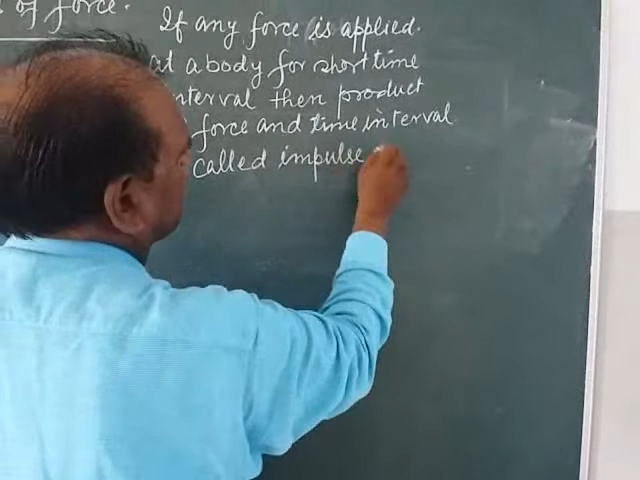 of force.
If any force is applied.
at a body for short time
nterval then product
force and time interval
called impulse